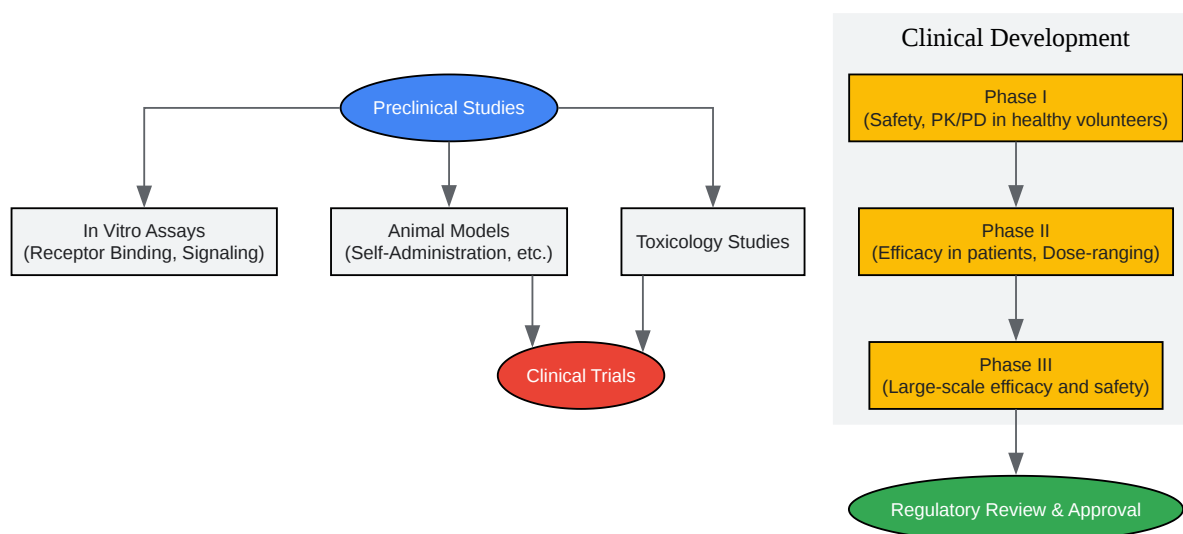 Preclinical Studies
In Vitro Assays
(Receptor Binding, Signaling)
Animal Models
(Self-Administration, etc.)
Toxicology Studies
Clinical Trials
Clinical Development
Phase I
(Safety, PK/PD in healthy volunteers)
Phase II
(Efficacy in patients, Dose-ranging)
Phase III
(Large-scale efficacy and safety)
Regulatory Review & Approval